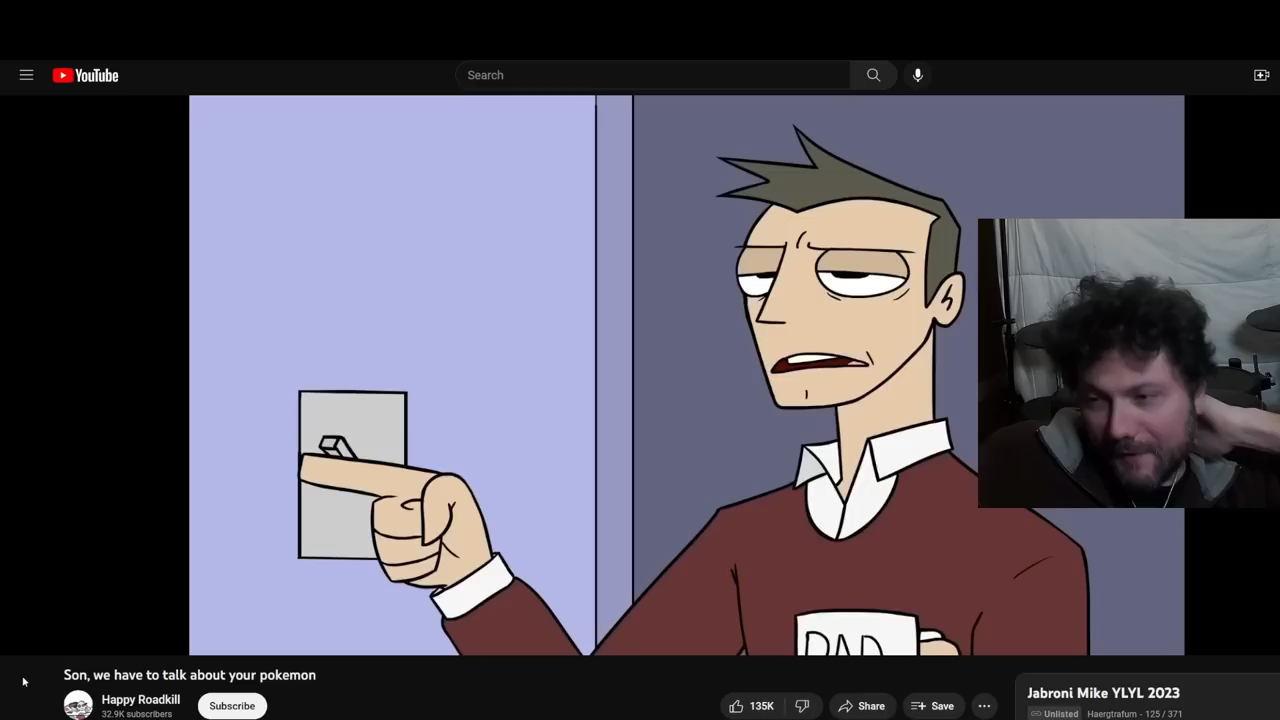 YouTube
Search
DAD
Son, we have to talk about your pokemon
Happy Roadkill
32.9K subscribers
Subscribe
135K
Share
Save
Jabroni Mike YLYL 2023
Unlisted
Haergtrafum - 125 / 371